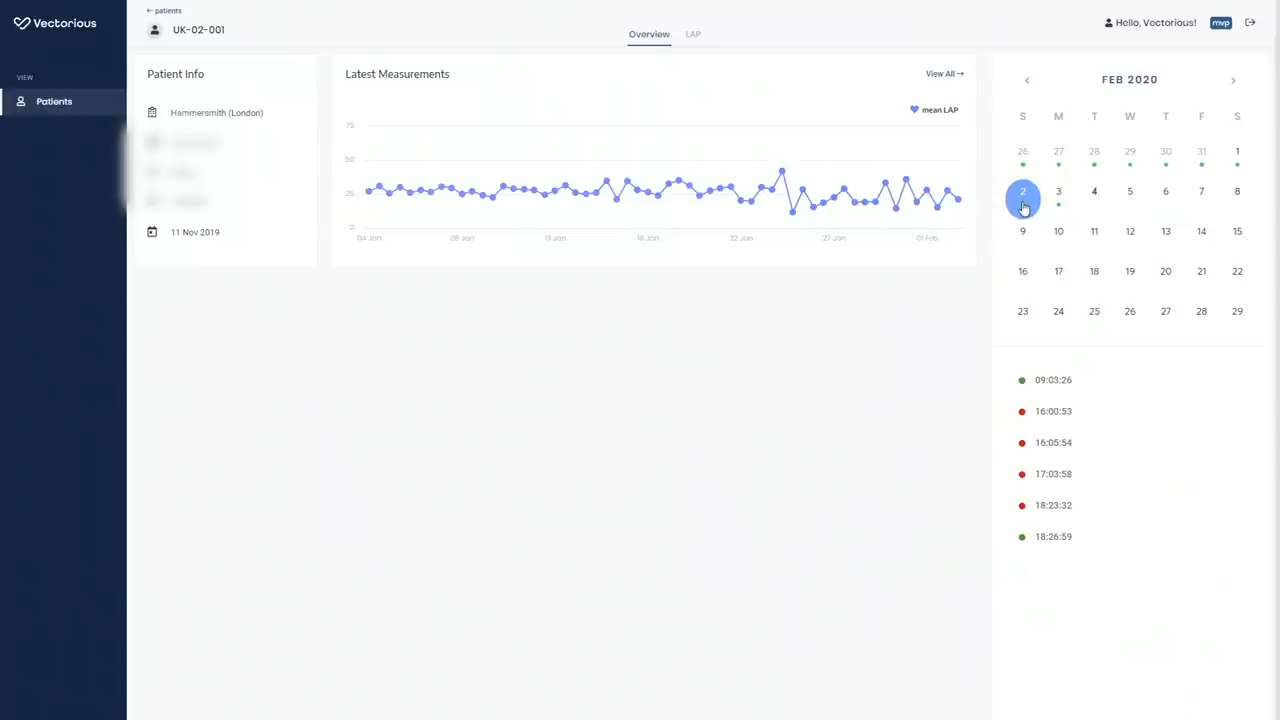 Vectorious
VIEW
Patients
← patients
UK-02-001
Overview
LAP
Hello, Vectorious!
mvp
Patient Info
Hammersmith (London)
11 Nov 2019
Latest Measurements
View All →
mean LAP
75
50
25
0
04 Jan
13 Jan
18 Jan
22 Jan
27 Jan
01 Feb
FEB 2020
S M T W T F S
26 27 28 29 30 31 1
2 3 4 5 6 7 8
9 10 11 12 13 14 15
16 17 18 19 20 21 22
23 24 25 26 27 28 29
09:03:26
16:00:53
16:05:54
17:03:58
18:23:32
18:26:59